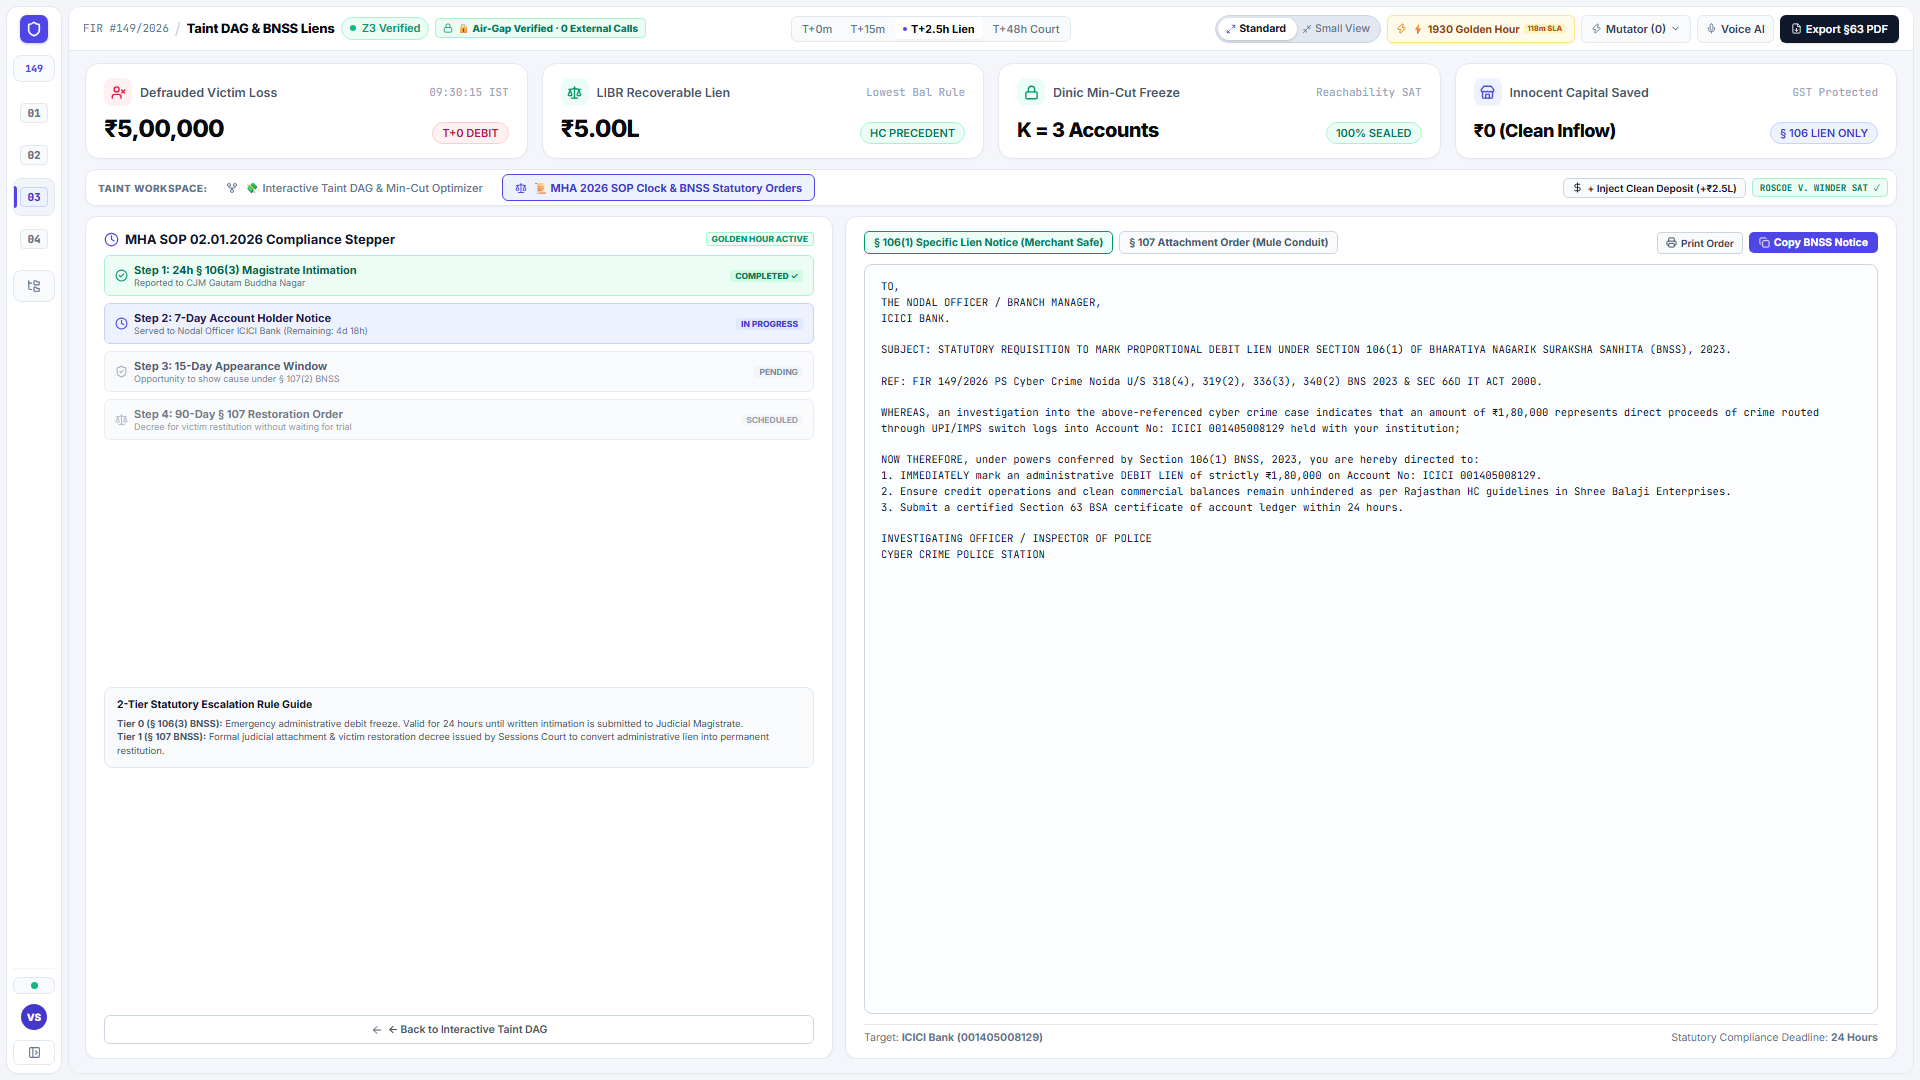 FIR #149/2026 / Taint DAG & BNSS Liens Z3 Verified 🔒 Air-Gap Verified · 0 External Calls T+0m T+15m • T+2.5h Lien T+48h Court Standard Small View ⚡ 1930 Golden Hour 118m SLA Mutator (0) Voice AI Export §63 PDF
149
01
02
03
04
VS
Defrauded Victim Loss 09:30:15 IST
₹5,00,000 T+0 DEBIT
LIBR Recoverable Lien Lowest Bal Rule
₹5.00L HC PRECEDENT
Dinic Min-Cut Freeze Reachability SAT
K = 3 Accounts 100% SEALED
Innocent Capital Saved GST Protected
₹0 (Clean Inflow) § 106 LIEN ONLY
TAINT WORKSPACE: 💸 Interactive Taint DAG & Min-Cut Optimizer 📜 MHA 2026 SOP Clock & BNSS Statutory Orders + Inject Clean Deposit (+₹2.5L) ROSCOE V. WINDER SAT ✓
MHA SOP 02.01.2026 Compliance Stepper GOLDEN HOUR ACTIVE
Step 1: 24h § 106(3) Magistrate Intimation
Reported to CJM Gautam Buddha Nagar
COMPLETED ✓
Step 2: 7-Day Account Holder Notice
Served to Nodal Officer ICICI Bank (Remaining: 4d 18h)
IN PROGRESS
Step 3: 15-Day Appearance Window
Opportunity to show cause under § 107(2) BNSS
PENDING
Step 4: 90-Day § 107 Restoration Order
Decree for victim restitution without waiting for trial
SCHEDULED
2-Tier Statutory Escalation Rule Guide
Tier 0 (§ 106(3) BNSS): Emergency administrative debit freeze. Valid for 24 hours until written intimation is submitted to Judicial Magistrate.
Tier 1 (§ 107 BNSS): Formal judicial attachment & victim restoration decree issued by Sessions Court to convert administrative lien into permanent
restitution.
← Back to Interactive Taint DAG
§ 106(1) Specific Lien Notice (Merchant Safe) § 107 Attachment Order (Mule Conduit) Print Order Copy BNSS Notice
TO,
THE NODAL OFFICER / BRANCH MANAGER,
ICICI BANK.
SUBJECT: STATUTORY REQUISITION TO MARK PROPORTIONAL DEBIT LIEN UNDER SECTION 106(1) OF BHARATIYA NAGARIK SURAKSHA SANHITA (BNSS), 2023.
REF: FIR 149/2026 PS Cyber Crime Noida U/S 318(4), 319(2), 336(3), 340(2) BNS 2023 & SEC 66D IT ACT 2000.
WHEREAS, an investigation into the above-referenced cyber crime case indicates that an amount of ₹1,80,000 represents direct proceeds of crime routed
through UPI/IMPS switch logs into Account No: ICICI 001405008129 held with your institution;
NOW THEREFORE, under powers conferred by Section 106(1) BNSS, 2023, you are hereby directed to:
1. IMMEDIATELY mark an administrative DEBIT LIEN of strictly ₹1,80,000 on Account No: ICICI 001405008129.
2. Ensure credit operations and clean commercial balances remain unhindered as per Rajasthan HC guidelines in Shree Balaji Enterprises.
3. Submit a certified Section 63 BSA certificate of account ledger within 24 hours.
INVESTIGATING OFFICER / INSPECTOR OF POLICE
CYBER CRIME POLICE STATION
Target: ICICI Bank (001405008129) Statutory Compliance Deadline: 24 Hours